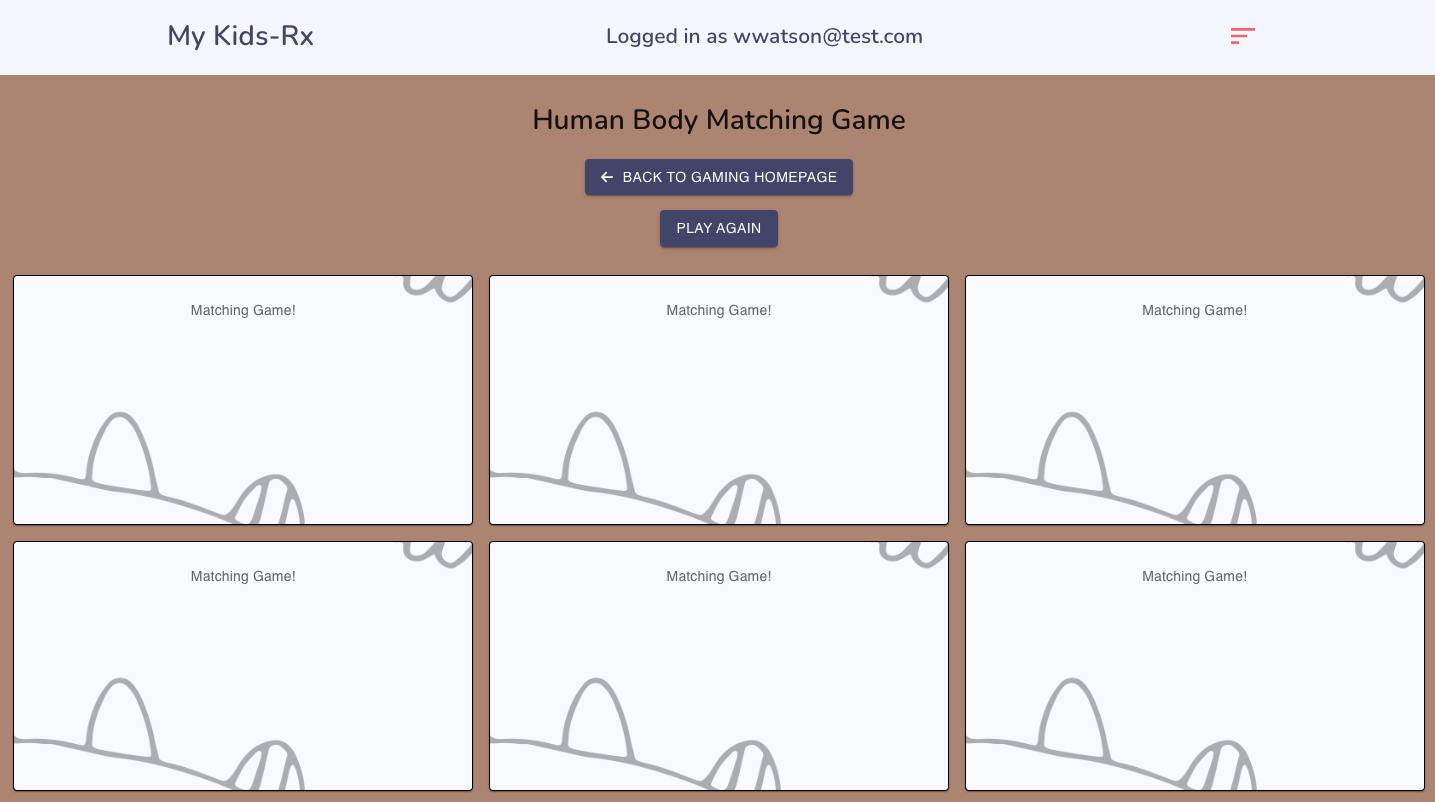 My Kids-Rx
Logged in as wwatson@test.com
Human Body Matching Game
BACK TO GAMING HOMEPAGE
PLAY AGAIN
Matching Game!
Matching Game!
Matching Game!
Matching Game!
Matching Game!
Matching Game!